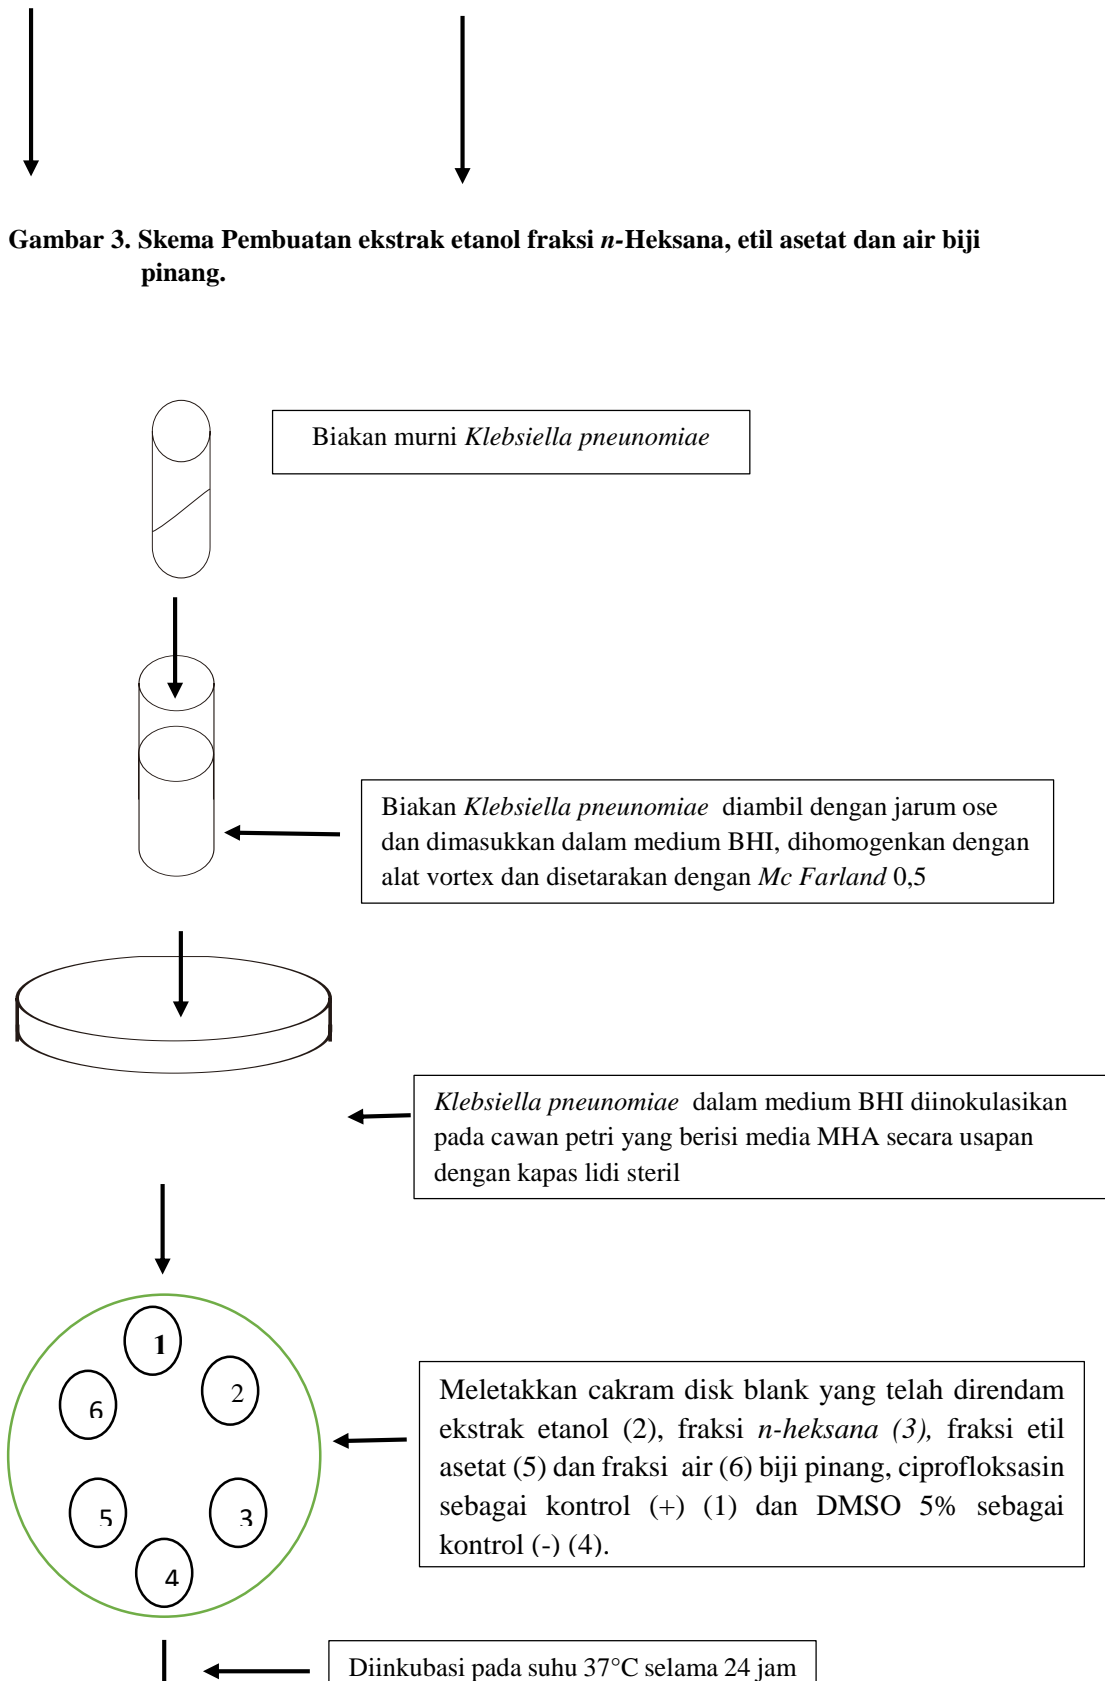 Gambar 3. Skema Pembuatan ekstrak etanol fraksi n-Heksana, etil asetat dan air biji
pinang.
Biakan murni Klebsiella pneunomiae
Biakan Klebsiella pneunomiae diambil dengan jarum ose
dan dimasukkan dalam medium BHI, dihomogenkan dengan
alat vortex dan disetarakan dengan Mc Farland 0,5
Klebsiella pneunomiae dalam medium BHI diinokulasikan
pada cawan petri yang berisi media MHA secara usapan
dengan kapas lidi steril
1
2
6
5
3
4
Meletakkan cakram disk blank yang telah direndam
ekstrak etanol (2), fraksi n-heksana (3), fraksi etil
asetat (5) dan fraksi air (6) biji pinang, ciprofloksasin
sebagai kontrol (+) (1) dan DMSO 5% sebagai
kontrol (-) (4).
Diinkubasi pada suhu 37°C selama 24 jam